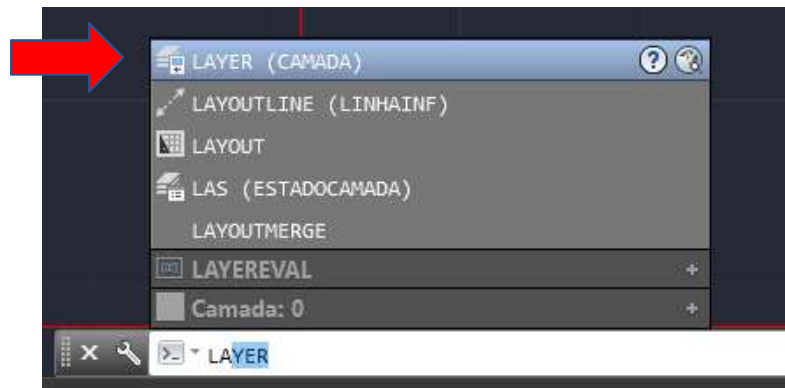 LAYER (CAMADA)
LAYOUTLINE (LINHAINF)
LAYOUT
LAS (ESTADOCAMADA)
LAYOUTMERGE
LAYEREVAL +
Camada: 0 +
LAYER